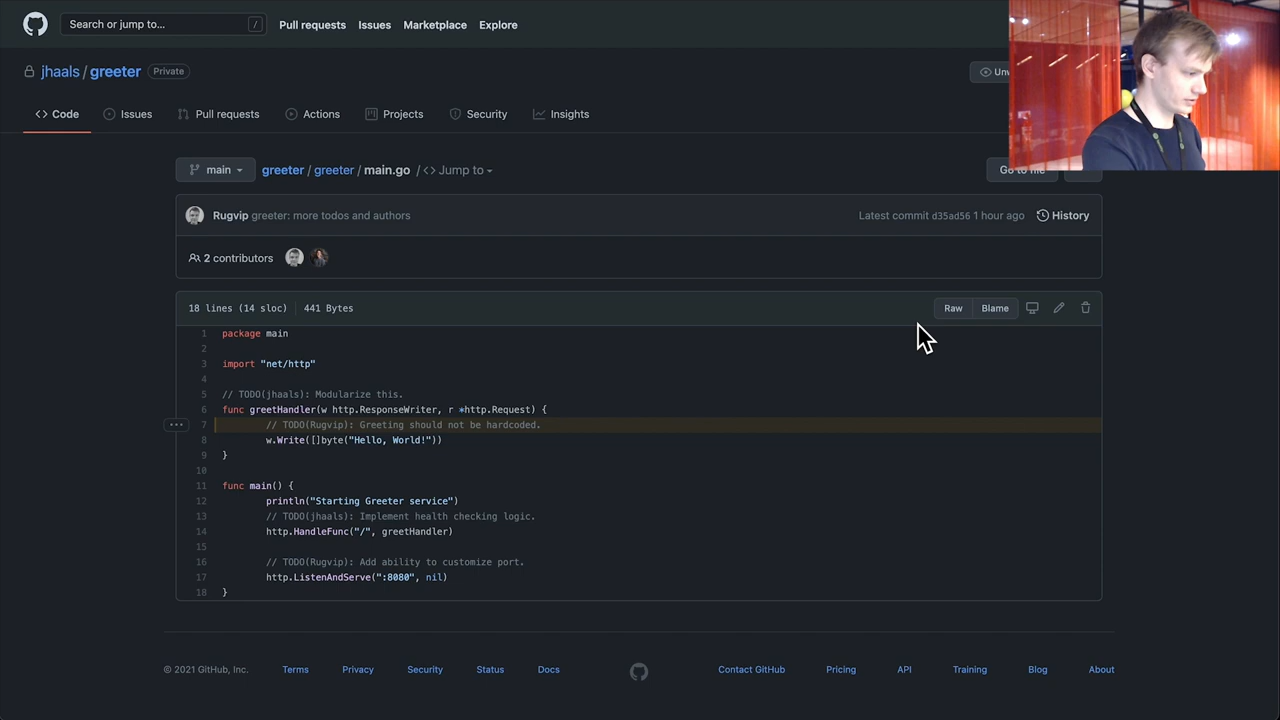 Search or jump to... /
Pull requests Issues Marketplace Explore
jhaals / greeter Private
Code Issues Pull requests Actions Projects Security Insights
main greeter / greeter / main.go / <> Jump to
Rugvip greeter: more todos and authors Latest commit d35ad56 1 hour ago History
2 contributors
18 lines (14 sloc) 441 Bytes Raw Blame
1 package main
2
3 import "net/http"
4
5 // TODO(jhaals): Modularize this.
6 func greetHandler(w http.ResponseWriter, r *http.Request) {
... 7 // TODO(Rugvip): Greeting should not be hardcoded.
8 w.Write([]byte("Hello, World!"))
9 }
10
11 func main() {
12 println("Starting Greeter service")
13 // TODO(jhaals): Implement health checking logic.
14 http.HandleFunc("/", greetHandler)
15
16 // TODO(Rugvip): Add ability to customize port.
17 http.ListenAndServe(":8080", nil)
18 }
© 2021 GitHub, Inc. Terms Privacy Security Status Docs Contact GitHub Pricing API Training Blog About